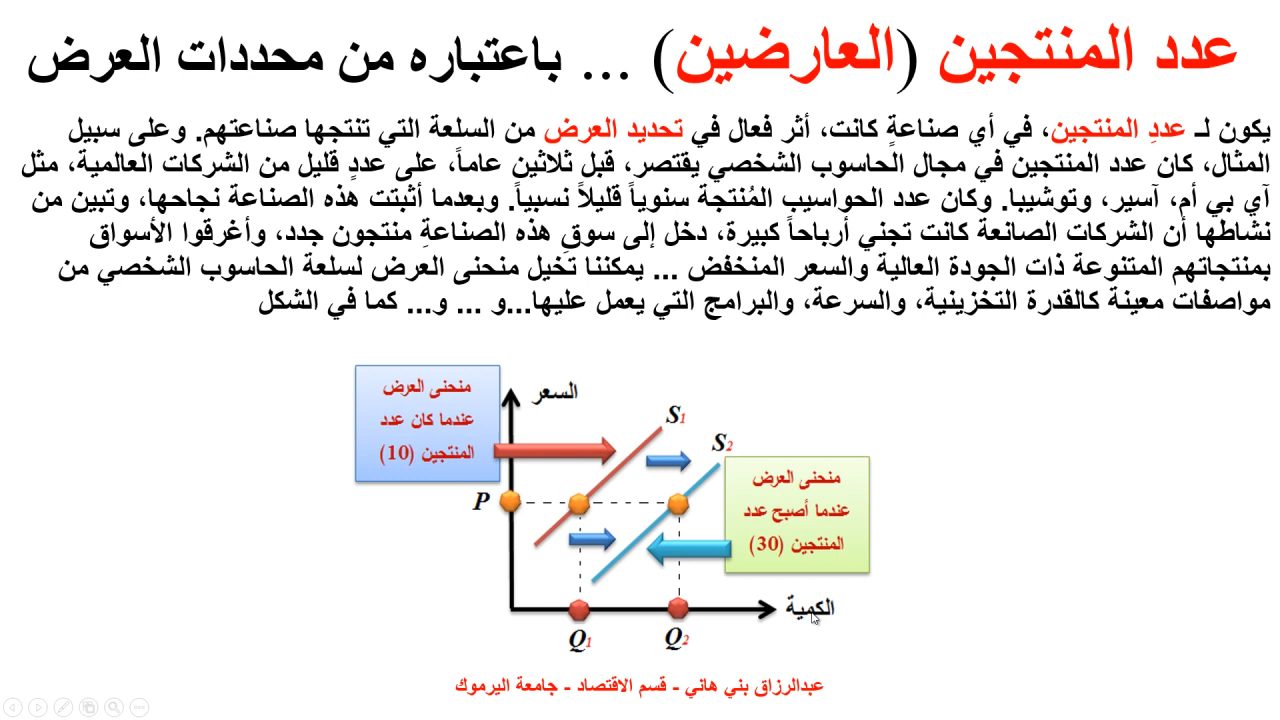 عدد المنتجين (العارضين) ... باعتباره من محددات العرض
يكون لـ عددِ المنتجين، في أي صناعةٍ كانت، أثر فعال في تحديد العرض من السلعة التي تنتجها صناعتهم. وعلى سبيل
المثال، كان عدد المنتجين في مجال الحاسوب الشخصي يقتصر، قبل ثلاثين عاماً، على عددٍ قليل من الشركات العالمية، مثل
آي بي أم، آسير، وتوشيبا. وكان عدد الحواسيب المُنتجة سنوياً قليلاً نسبياً. وبعدما أثبتت هذه الصناعة نجاحها، وتبين من
نشاطها أن الشركات الصانعة كانت تجني أرباحاً كبيرة، دخل إلى سوقِ هذه الصناعةِ منتجون جدد، وأغرقوا الأسواق
بمنتجاتهم المتنوعة ذات الجودة العالية والسعر المنخفض ... يمكننا تخيل منحنى العرض لسلعة الحاسوب الشخصي من
مواصفات معينة كالقدرة التخزينية، والسرعة، والبرامج التي يعمل عليها...و ... و... كما في الشكل
السعر
منحنى العرض
عندما كان عدد
المنتجين (10)
S1
S2
منحنى العرض
عندما أصبح عدد
المنتجين (30)
P
الكمية
Q1
Q2
عبدالرزاق بني هاني - قسم الاقتصاد - جامعة اليرموك